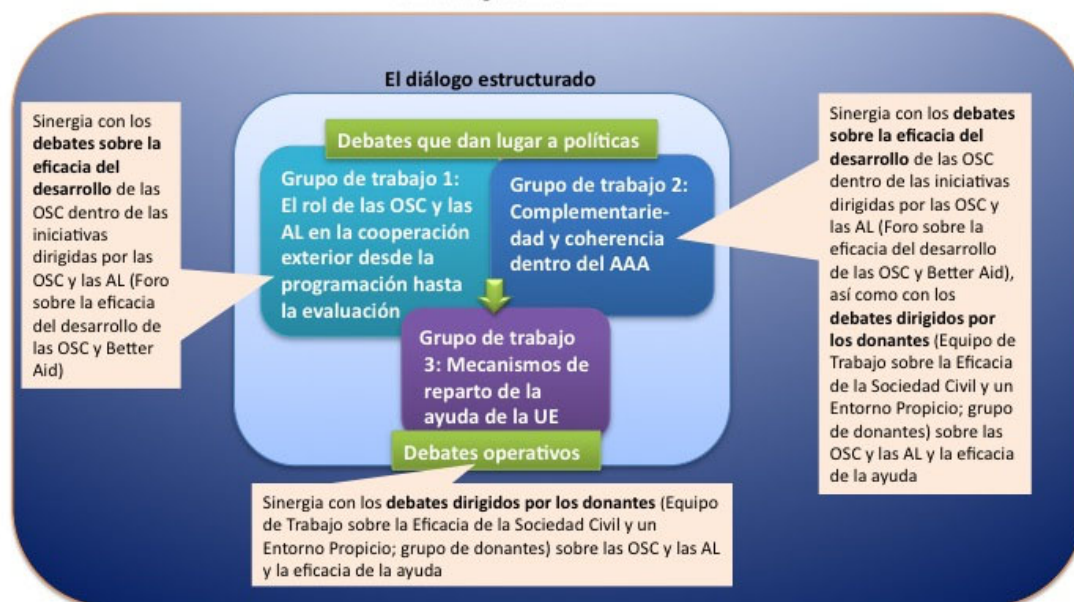 El diálogo estructurado
Sinergia con los
debates sobre la
eficacia del
desarrollo de las
OSC dentro de las
iniciativas
dirigidas por las
OSC y las AL (Foro
sobre la eficacia
del desarrollo de
las OSC y Better
Aid)
Debates que dan lugar a políticas
Grupo de trabajo 1:
El rol de las OSC y las
AL en la cooperación
exterior desde la
programación hasta
la evaluación
Grupo de trabajo 2:
Complementarie-
dad y coherencia
dentro del AAA
Grupo de trabajo
3: Mecanismos de
reparto de la
ayuda de la UE
Debates operativos
Sinergia con los debates
sobre la eficacia del
desarrollo de las OSC
dentro de las iniciativas
dirigidas por las OSC y
las AL (Foro sobre la
eficacia del desarrollo
de las OSC y Better Aid),
así como con los
debates dirigidos por
los donantes (Equipo de
Trabajo sobre la Eficacia
de la Sociedad Civil y un
Entorno Propicio; grupo
de donantes) sobre las
OSC y las AL y la eficacia
de la ayuda
Sinergia con los debates dirigidos por los donantes (Equipo
de Trabajo sobre la Eficacia de la Sociedad Civil y un
Entorno Propicio; grupo de donantes) sobre las OSC y las AL
y la eficacia de la ayuda